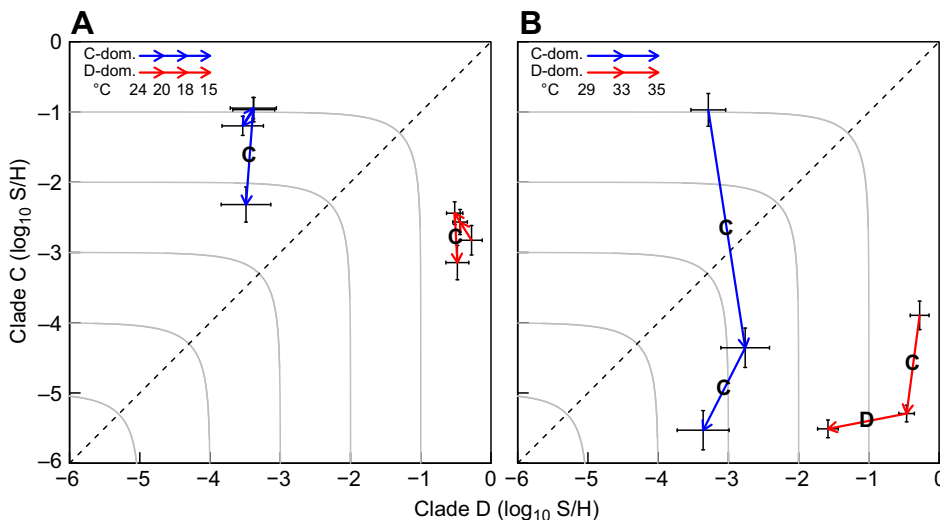 A
B
C-dom.
D-dom.
°C 24 20 18 15
C-dom.
D-dom.
°C 29 33 35
0
−1
−2
−3
−4
−5
−6
Clade C (log10 S/H)
C
C
C
C
C
D
−6 −5 −4 −3 −2 −1 0
−6 −5 −4 −3 −2 −1 0
Clade D (log10 S/H)